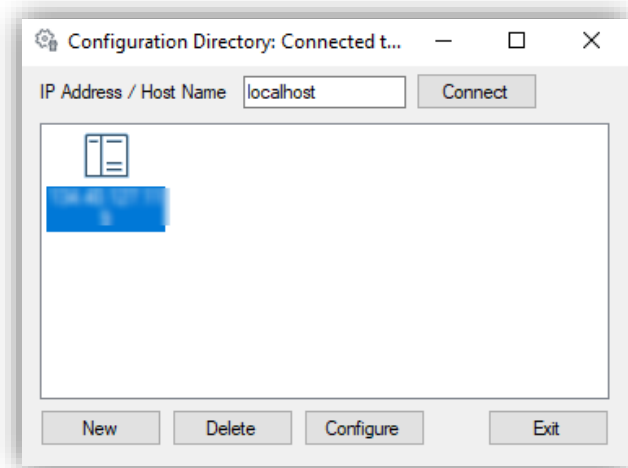 Configuration Directory: Connected t...
IP Address / Host Name localhost Connect
New Delete Configure Exit